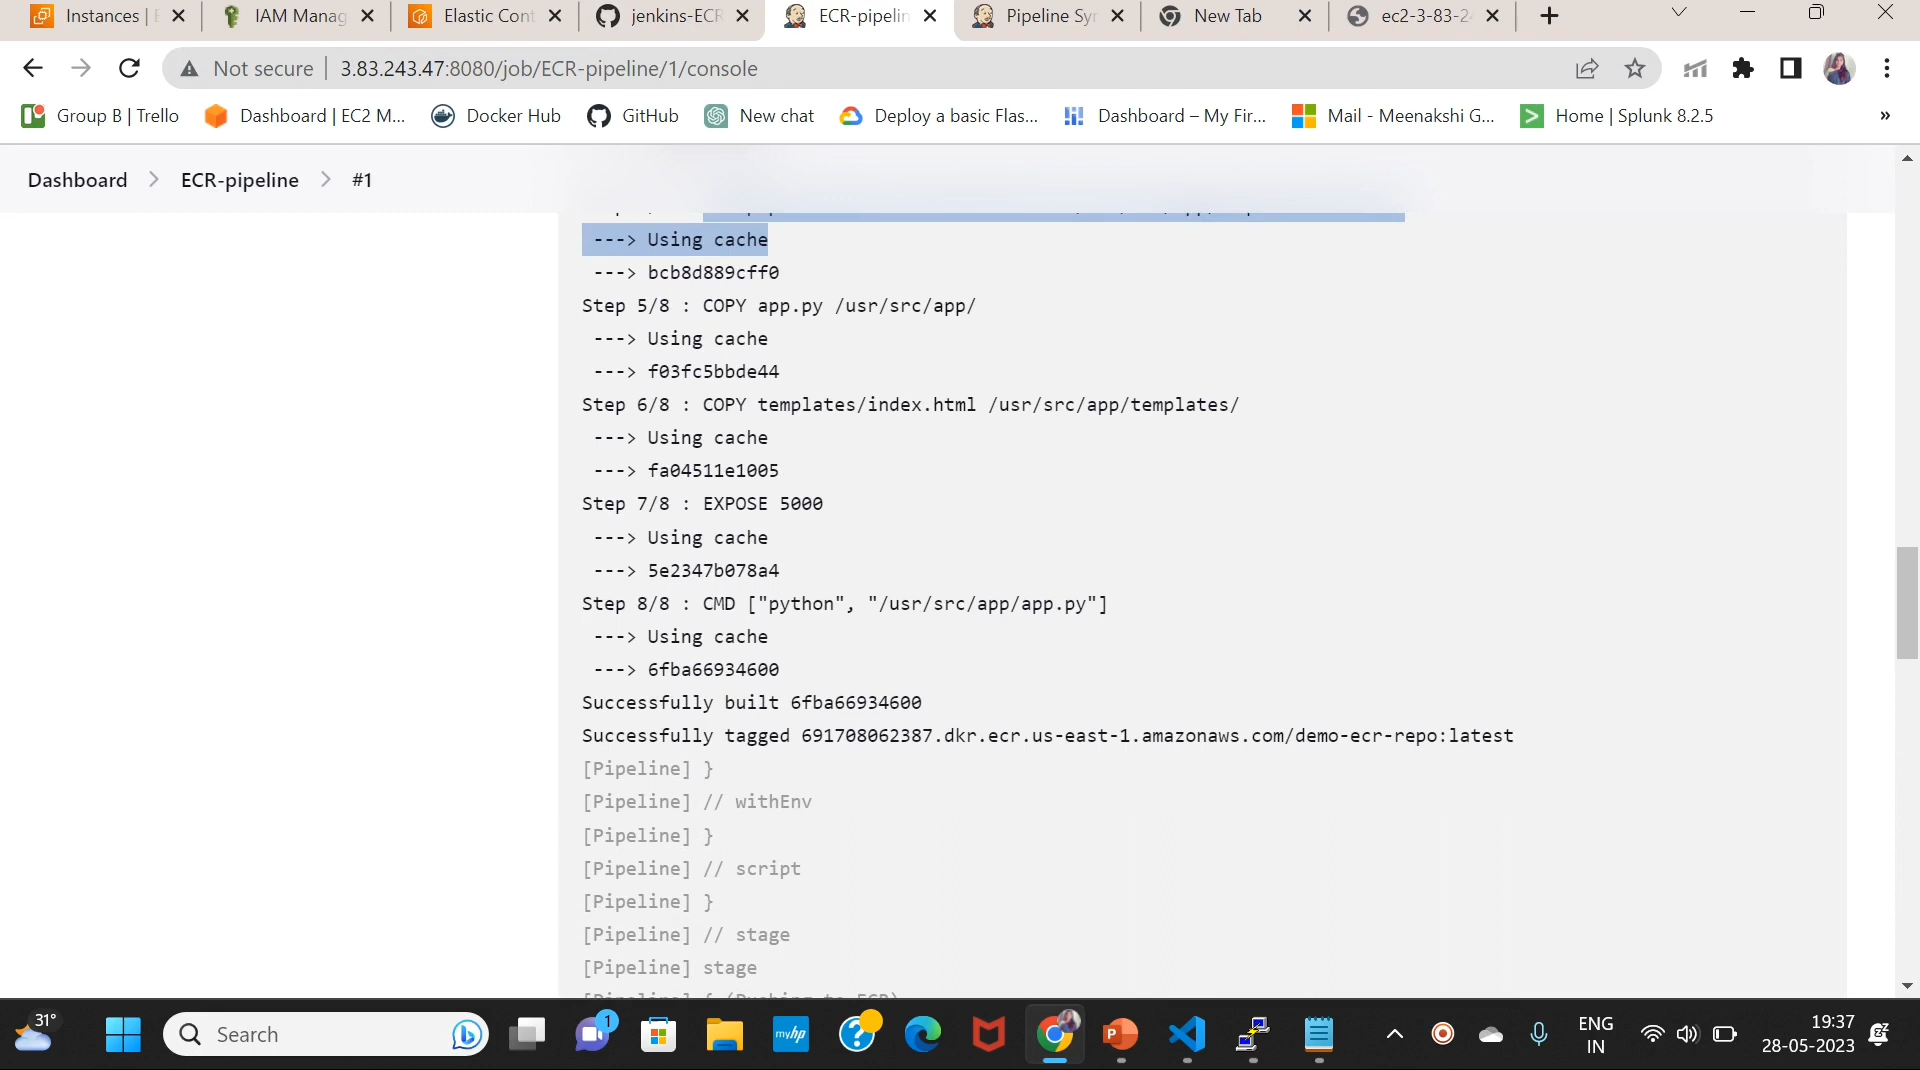 Instances | E
IAM Manag
Elastic Cont
jenkins-ECR
ECR-pipelin
Pipeline Syn
New Tab
ec2-3-83-24
Not secure
3.83.243.47:8080/job/ECR-pipeline/1/console
Group B | Trello
Dashboard | EC2 M...
Docker Hub
GitHub
New chat
Deploy a basic Flas...
Dashboard – My Fir...
Mail - Meenakshi G...
Home | Splunk 8.2.5
»
Dashboard > ECR-pipeline > #1
---> Using cache
---> bcb8d889cff0
Step 5/8 : COPY app.py /usr/src/app/
---> Using cache
---> f03fc5bbde44
Step 6/8 : COPY templates/index.html /usr/src/app/templates/
---> Using cache
---> fa04511e1005
Step 7/8 : EXPOSE 5000
---> Using cache
---> 5e2347b078a4
Step 8/8 : CMD ["python", "/usr/src/app/app.py"]
---> Using cache
---> 6fba66934600
Successfully built 6fba66934600
Successfully tagged 691708062387.dkr.ecr.us-east-1.amazonaws.com/demo-ecr-repo:latest
[Pipeline] }
[Pipeline] // withEnv
[Pipeline] }
[Pipeline] // script
[Pipeline] }
[Pipeline] // stage
[Pipeline] stage
[Pipeline] { (Pushing to ECR)
31°
Search
1
myhp
ENG
IN
19:37
28-05-2023